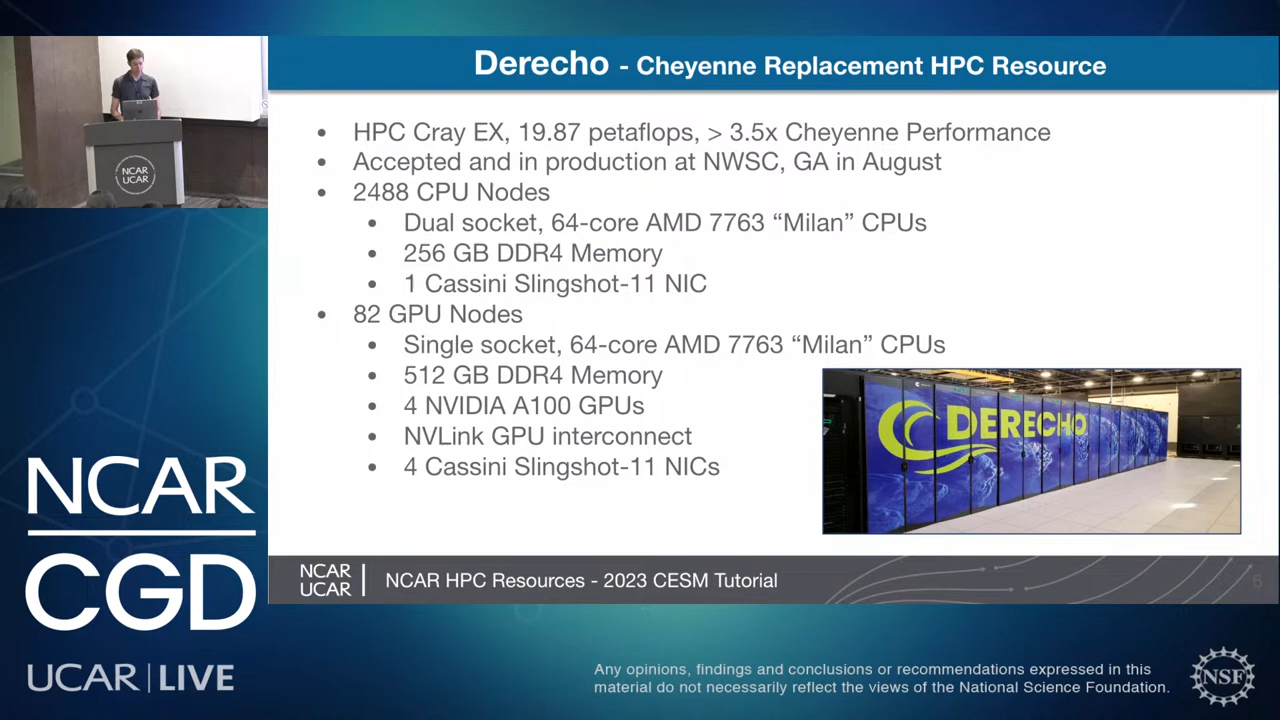 Derecho - Cheyenne Replacement HPC Resource
• HPC Cray EX, 19.87 petaflops, > 3.5x Cheyenne Performance
• Accepted and in production at NWSC, GA in August
• 2488 CPU Nodes
• Dual socket, 64-core AMD 7763 “Milan” CPUs
• 256 GB DDR4 Memory
• 1 Cassini Slingshot-11 NIC
• 82 GPU Nodes
• Single socket, 64-core AMD 7763 “Milan” CPUs
• 512 GB DDR4 Memory
• 4 NVIDIA A100 GPUs
• NVLink GPU interconnect
• 4 Cassini Slingshot-11 NICs
DERECHO
NCAR
UCAR
NCAR
UCAR
NCAR HPC Resources - 2023 CESM Tutorial
6
NCAR
CGD
UCAR | LIVE
Any opinions, findings and conclusions or recommendations expressed in this
material do not necessarily reflect the views of the National Science Foundation.
NSF